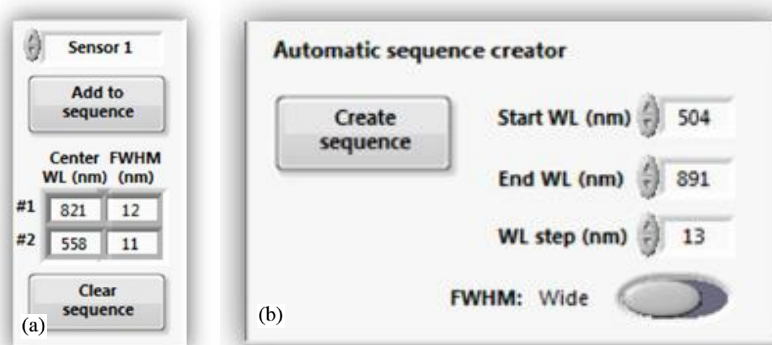 Sensor 1
Add to
sequence
Center FWHM
WL (nm) (nm)
#1 821 12
#2 558 11
Clear
sequence
(a)
Automatic sequence creator
Create
sequence
Start WL (nm) 504
End WL (nm) 891
WL step (nm) 13
FWHM: Wide
(b)